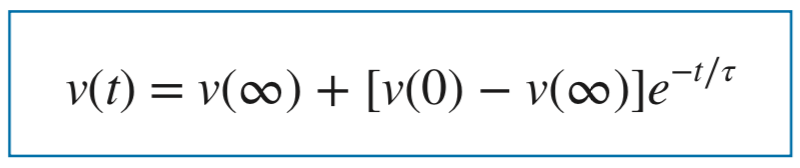 v(t) = v(∞) + [v(0) − v(∞)]e^{−t/τ}